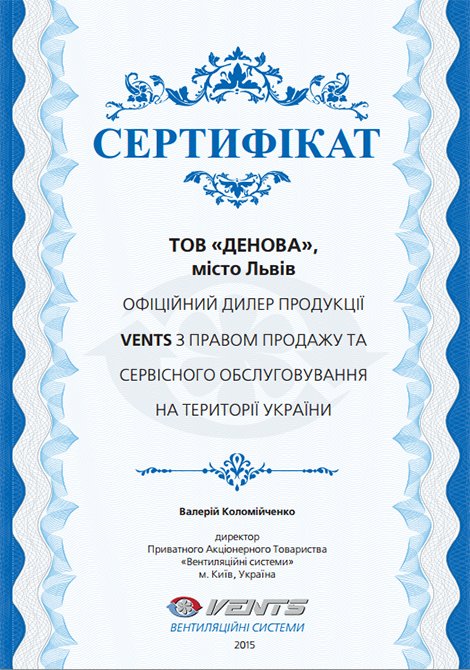 СЕРТИФІКАТ
ТОВ «ДЕНОВА»,
місто Львів
ОФІЦІЙНИЙ ДИЛЕР ПРОДУКЦІЇ
VENTS З ПРАВОМ ПРОДАЖУ ТА
СЕРВІСНОГО ОБСЛУГОВУВАННЯ
НА ТЕРИТОРІЇ УКРАЇНИ
Валерій Коломійченко
директор
Приватного Акціонерного Товариства
«Вентиляційні системи»
м. Київ, Україна
VENTS
ВЕНТИЛЯЦІЙНІ СИСТЕМИ
2015